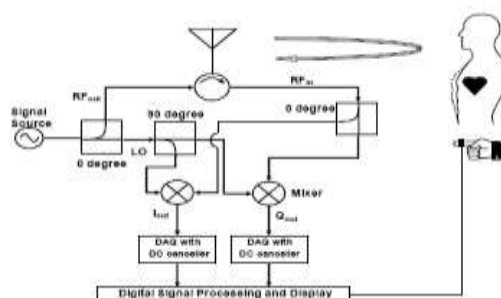 RFout
RFin
Signal
Source
90 degree
0 degree
LO
0 degree
Mixer
Iout
Qout
DAQ with
DC canceller
DAQ with
DC canceller
Digital Signal Processing and Display